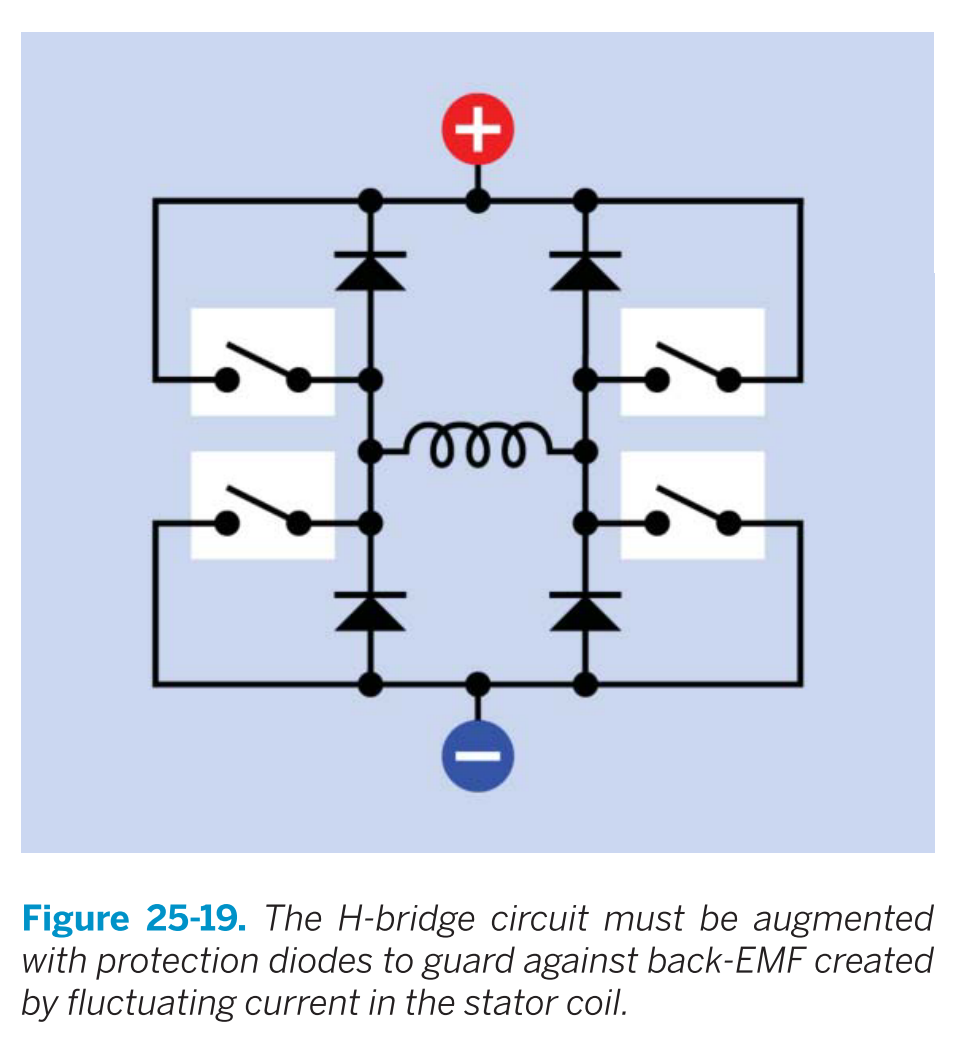 +
−
Figure 25-19. The H-bridge circuit must be augmented
with protection diodes to guard against back-EMF created
by fluctuating current in the stator coil.